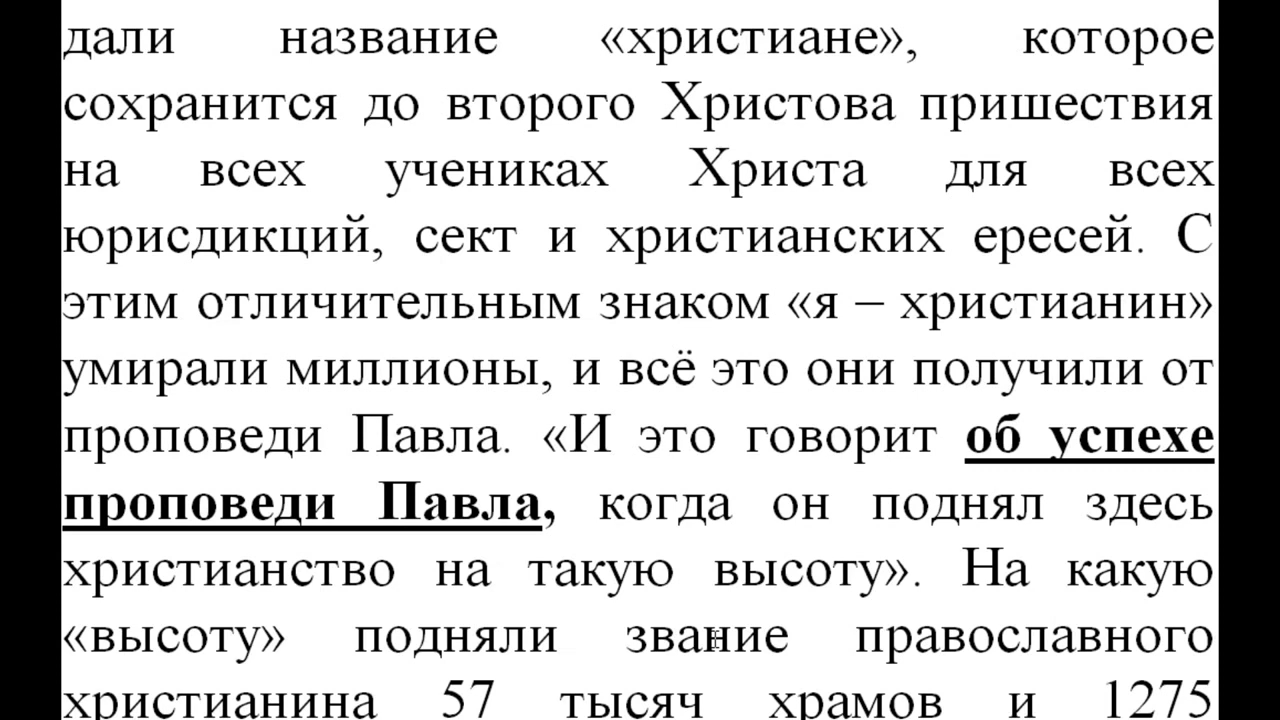 дали название «христиане», которое
сохранится до второго Христова пришествия
на всех учениках Христа для всех
юрисдикций, сект и христианских ересей. С
этим отличительным знаком «я – христианин»
умирали миллионы, и всё это они получили от
проповеди Павла. «И это говорит об успехе
проповеди Павла, когда он поднял здесь
христианство на такую высоту». На какую
«высоту» подняли звание православного
христианина 57 тысяч храмов и 1275